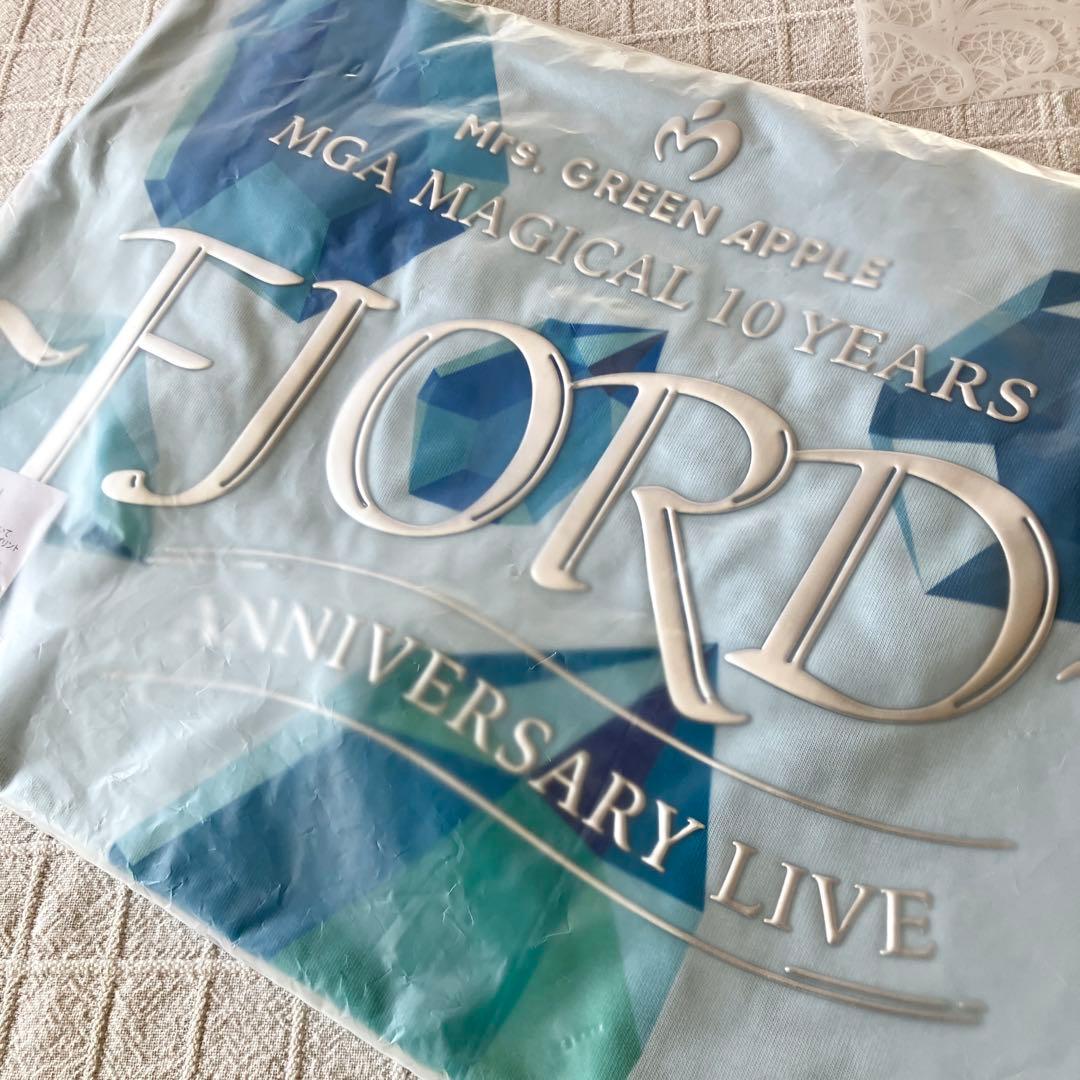 Mrs. GREEN APPLE
MGA MAGICAL 10 YEARS
~FJORD~
ANNIVERSARY LIVE